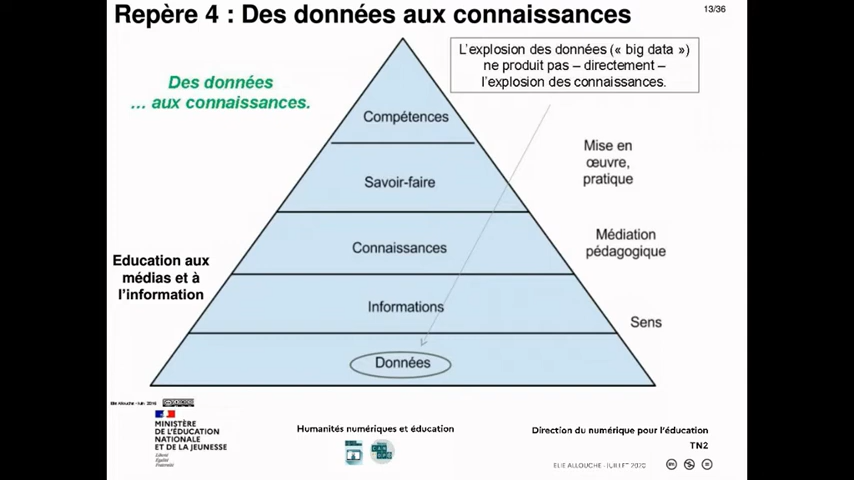 Repère 4 : Des données aux connaissances
13/36
L'explosion des données (« big data »)
ne produit pas – directement –
l'explosion des connaissances.
Des données
... aux connaissances.
Compétences
Mise en
œuvre,
pratique
Savoir-faire
Médiation
pédagogique
Connaissances
Education aux
médias et à
l'information
Informations
Sens
Données
MINISTÈRE
DE L'ÉDUCATION
NATIONALE
ET DE LA JEUNESSE
Liberté
Égalité
Fraternité
Humanités numériques et éducation
Direction du numérique pour l'éducation
TN2
ELIE ALLOUCHE - JUILLET 2020